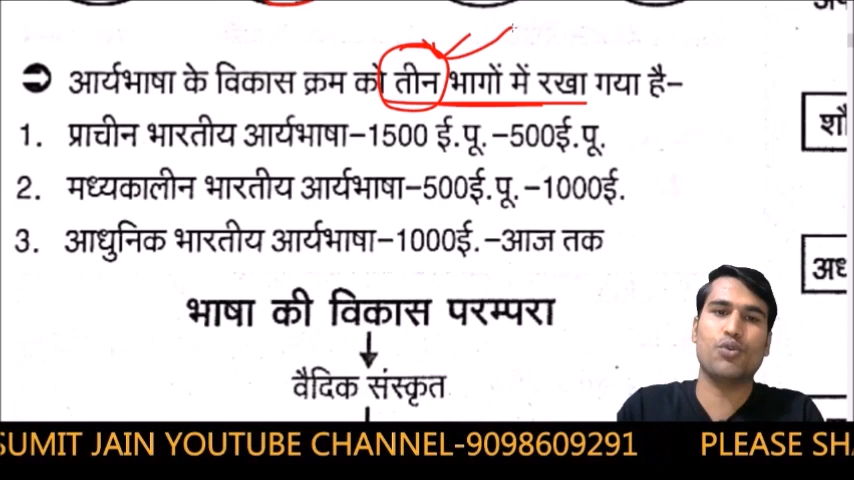 ➲ आर्यभाषा के विकास क्रम को तीन भागों में रखा गया है–
1. प्राचीन भारतीय आर्यभाषा–1500 ई.पू.–500ई.पू.
2. मध्यकालीन भारतीय आर्यभाषा–500ई.पू.–1000ई.
3. आधुनिक भारतीय आर्यभाषा–1000ई.–आज तक
भाषा की विकास परम्परा
वैदिक संस्कृत
शौ
अध
SUMIT JAIN YOUTUBE CHANNEL-9098609291 PLEASE SHA